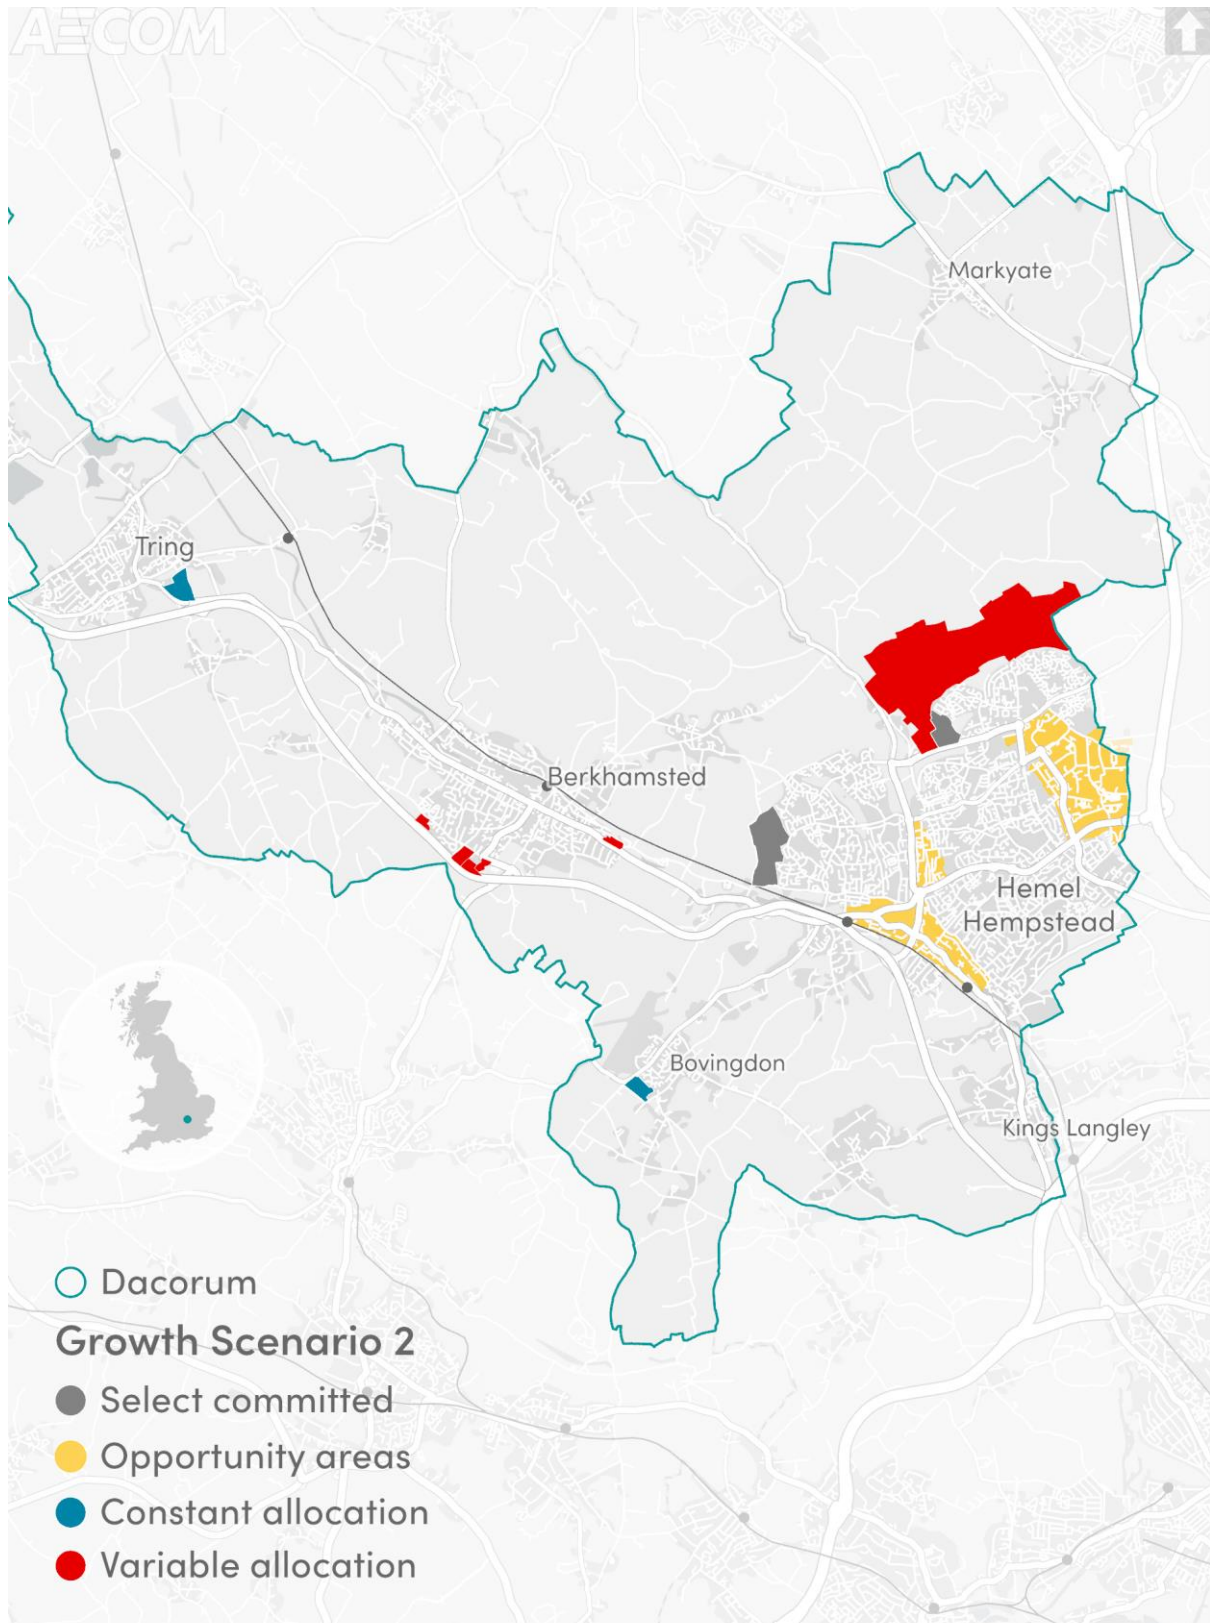 AECOM
Markyate
Tring
Berkhamsted
Hemel
Hempstead
Bovingdon
Kings Langley
Dacorum
Growth Scenario 2
Select committed
Opportunity areas
Constant allocation
Variable allocation